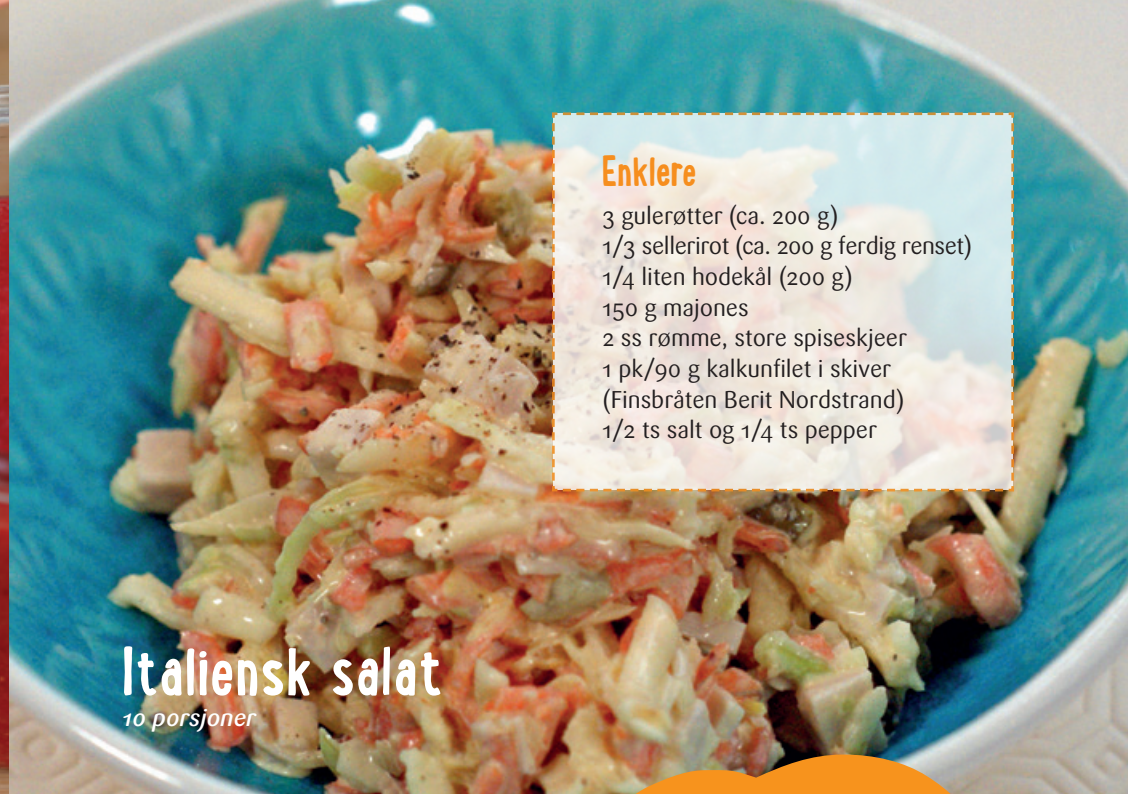 Enklere
3 gulerøtter (ca. 200 g)
1/3 sellerirot (ca. 200 g ferdig renset)
1/4 liten hodekål (200 g)
150 g majones
2 ss rømme, store spiseskjeer
1 pk/90 g kalkunfilet i skiver
(Finsbråten Berit Nordstrand)
1/2 ts salt og 1/4 ts pepper
Italiensk salat
10 porsjoner